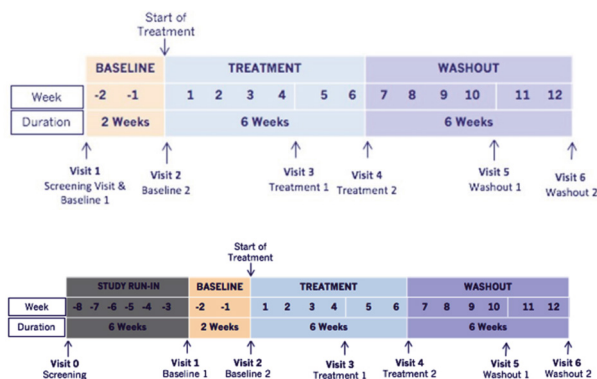 Start of
Treatment
BASELINE TREATMENT WASHOUT
Week -2 -1 1 2 3 4 5 6 7 8 9 10 11 12
Duration 2 Weeks 6 Weeks 6 Weeks
Visit 1 Visit 2 Visit 3 Visit 4 Visit 5 Visit 6
Screening Visit & Baseline 2 Treatment 1 Treatment 2 Washout 1 Washout 2
Baseline 1
Start of
Treatment
STUDY RUN-IN BASELINE TREATMENT WASHOUT
Week -8 -7 -6 -5 -4 -3 -2 -1 1 2 3 4 5 6 7 8 9 10 11 12
Duration 6 Weeks 2 Weeks 6 Weeks 6 Weeks
Visit 0 Visit 1 Visit 2 Visit 3 Visit 4 Visit 5 Visit 6
Screening Baseline 1 Baseline 2 Treatment 1 Treatment 2 Washout 1 Washout 2